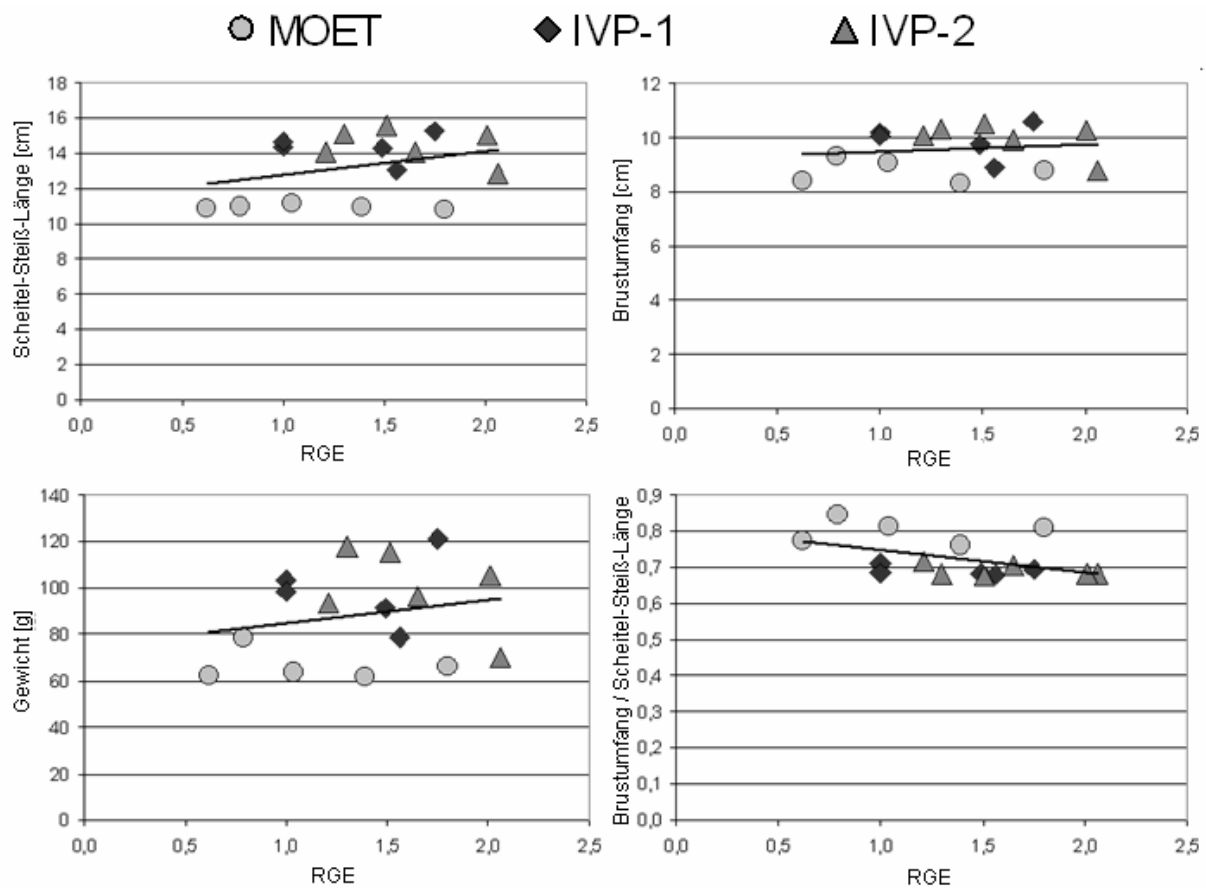 MOET IVP-1 IVP-2
Scheitel-Steiß-Länge [cm]
18
16
14
12
10
8
6
4
2
0
0,0 0,5 1,0 1,5 2,0 2,5
RGE
Brustumfang [cm]
12
10
8
6
4
2
0
0,0 0,5 1.0 1,5 2,0 2,5
RGE
Gewicht [g]
140
120
100
80
60
40
20
0
0,0 0,5 1,0 1,5 2,0 2,5
RGE
Brustumfang / Scheitel-Steiß-Länge
0,9
0,8
0,7
0,6
0,5
0,4
0,3
0,2
0,1
0,0
0,0 0,5 1,0 1,5 2,0 2,5
RGE